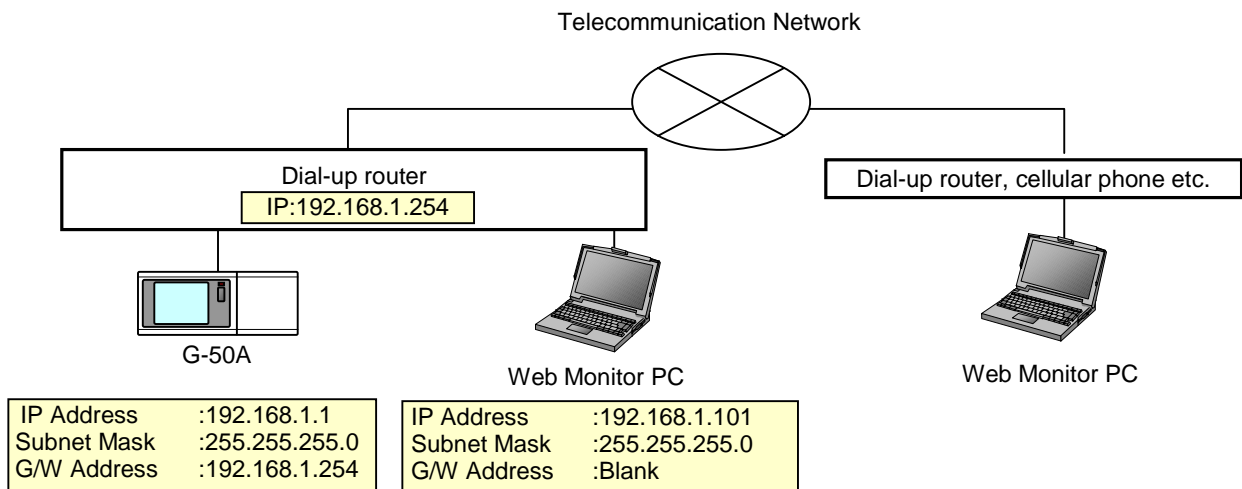 Telecommunication Network
Dial-up router
IP:192.168.1.254
Dial-up router, cellular phone etc.
G-50A
Web Monitor PC
Web Monitor PC
IP Address :192.168.1.1
Subnet Mask :255.255.255.0
G/W Address :192.168.1.254
IP Address :192.168.1.101
Subnet Mask :255.255.255.0
G/W Address :Blank